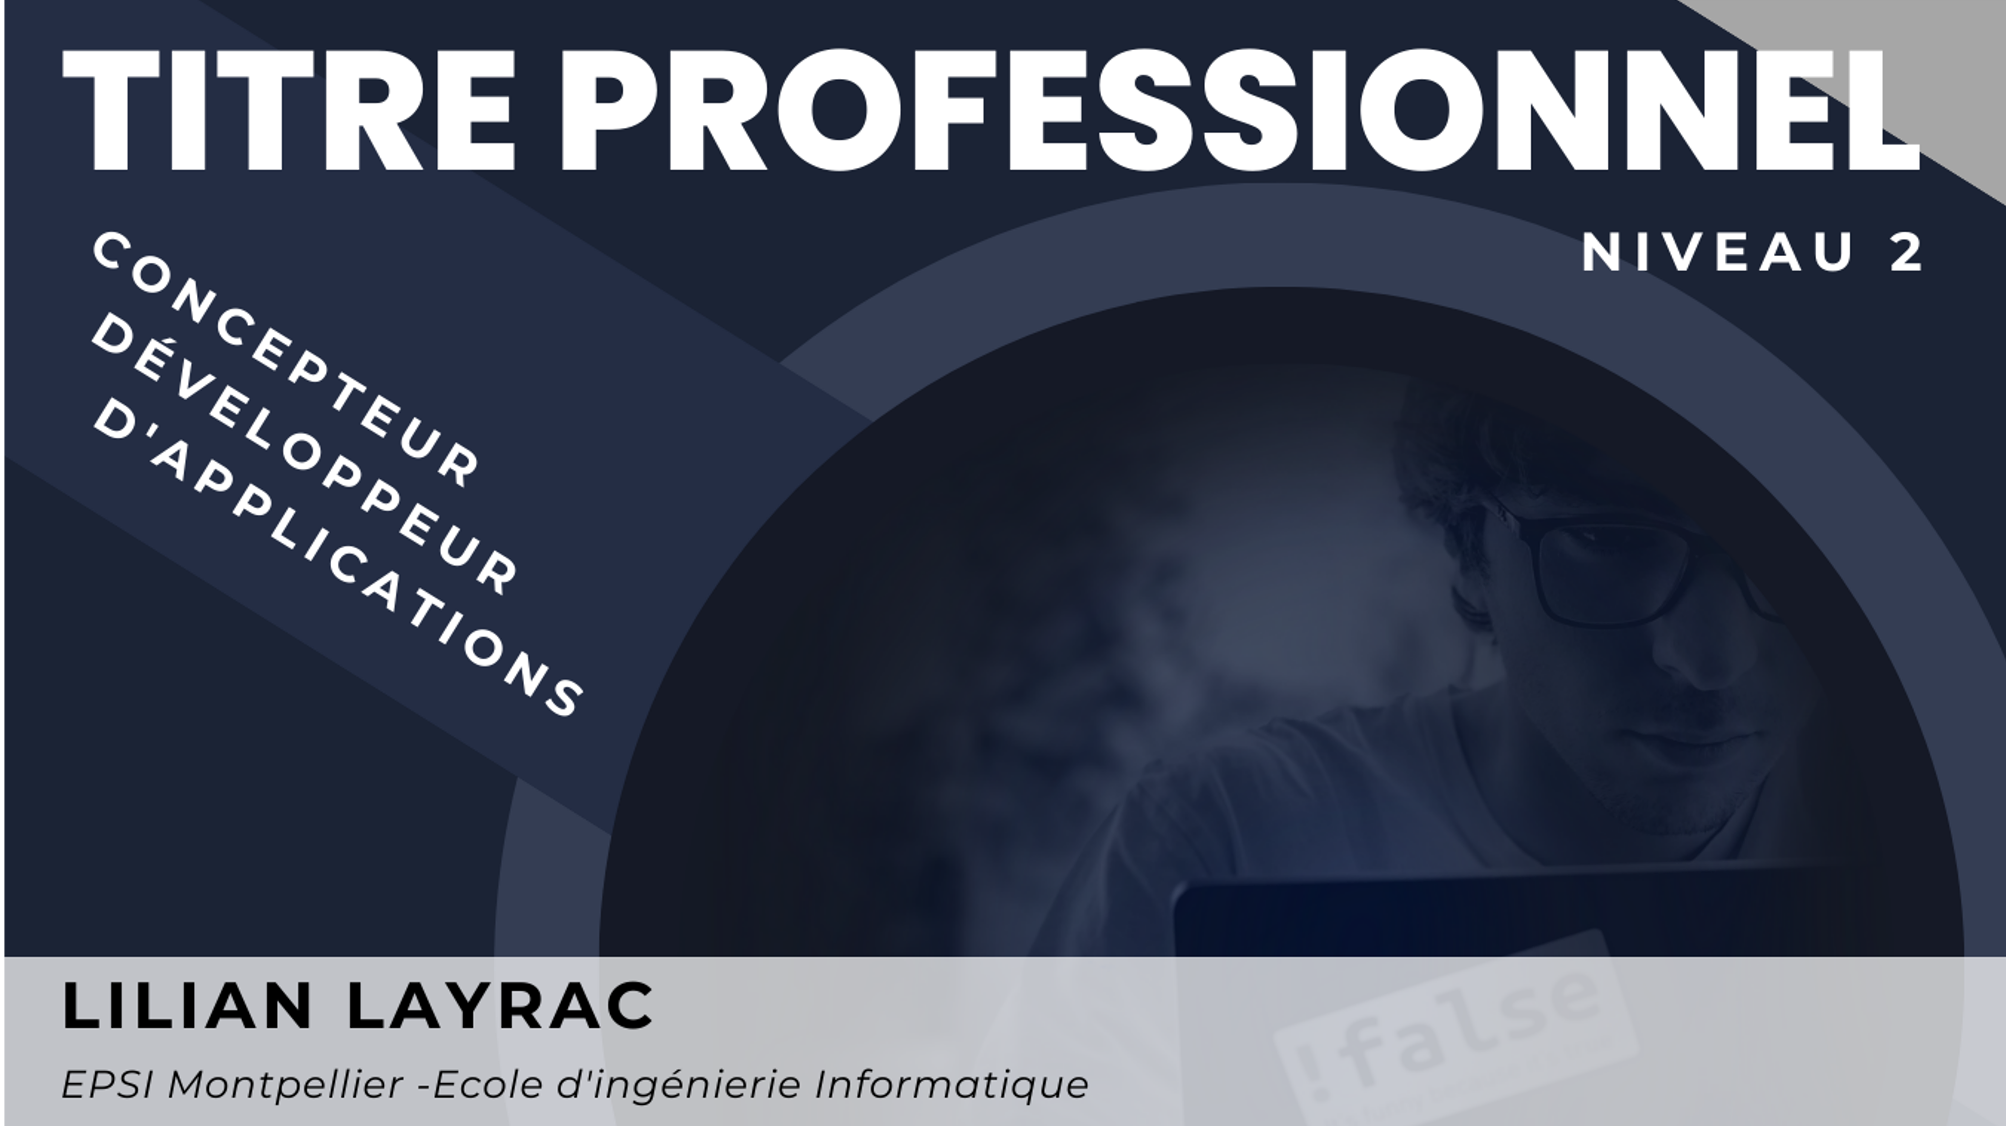 TITRE PROFESSIONNEL
NIVEAU 2
CONCEPTEUR
DÉVELOPPEUR
D'APPLICATIONS
LILIAN LAYRAC
EPSI Montpellier -Ecole d'ingénierie Informatique
!false